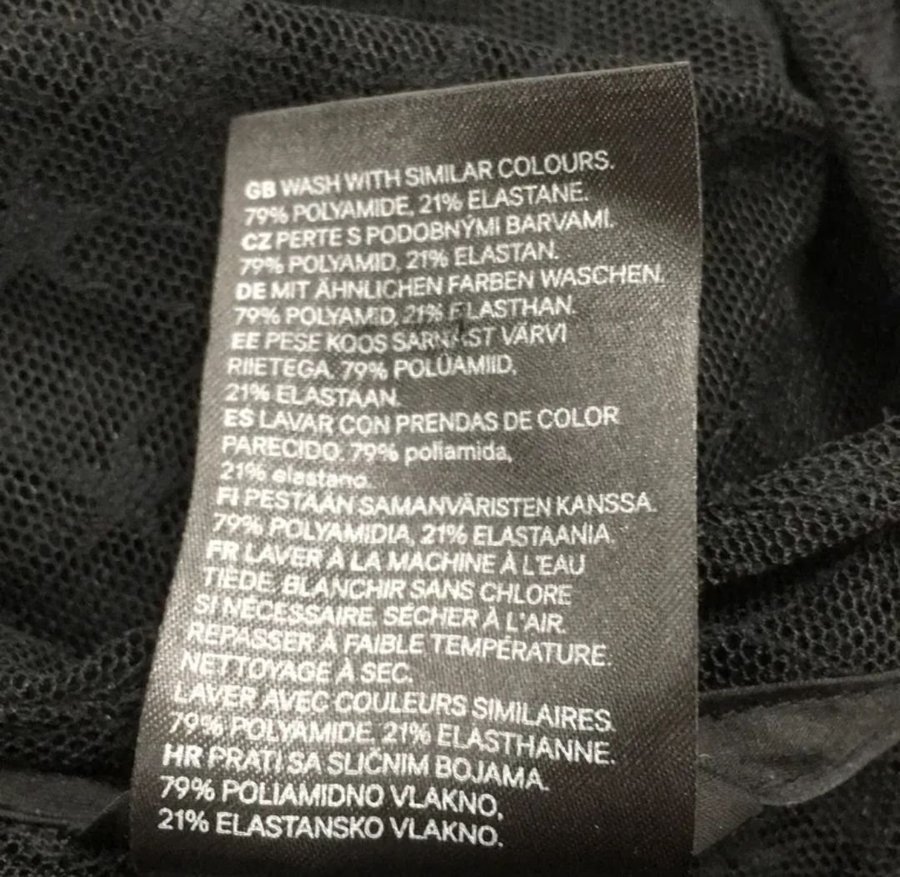 GB WASH WITH SIMILAR COLOURS.
79% POLYAMIDE, 21% ELASTANE.
CZ PERTE S PODOBNÝMI BARVAMI.
79% POLYAMID, 21% ELASTAN.
DE MIT ÄHNLICHEN FARBEN WASCHEN.
79% POLYAMID, 21% ELASTHAN.
EE PESE KOOS SARNAST VÄRVI
RIIETEGA. 79% POLÜAMIID,
21% ELASTAAN.
ES LAVAR CON PRENDAS DE COLOR
PARECIDO. 79% poliamida,
21% elastano.
FI PESTÄÄN SAMANVÄRISTEN KANSSA.
79% POLYAMIDIA, 21% ELASTAANIA.
FR LAVER À LA MACHINE À L'EAU
TIÈDE. BLANCHIR SANS CHLORE
SI NÉCESSAIRE. SÉCHER À L'AIR.
REPASSER À FAIBLE TEMPÉRATURE.
NETTOYAGE À SEC.
LAVER AVEC COULEURS SIMILAIRES.
79% POLYAMIDE, 21% ELASTHANNE.
HR PRATI SA SLIČNIM BOJAMA.
79% POLIAMIDNO VLAKNO,
21% ELASTANSKO VLAKNO.